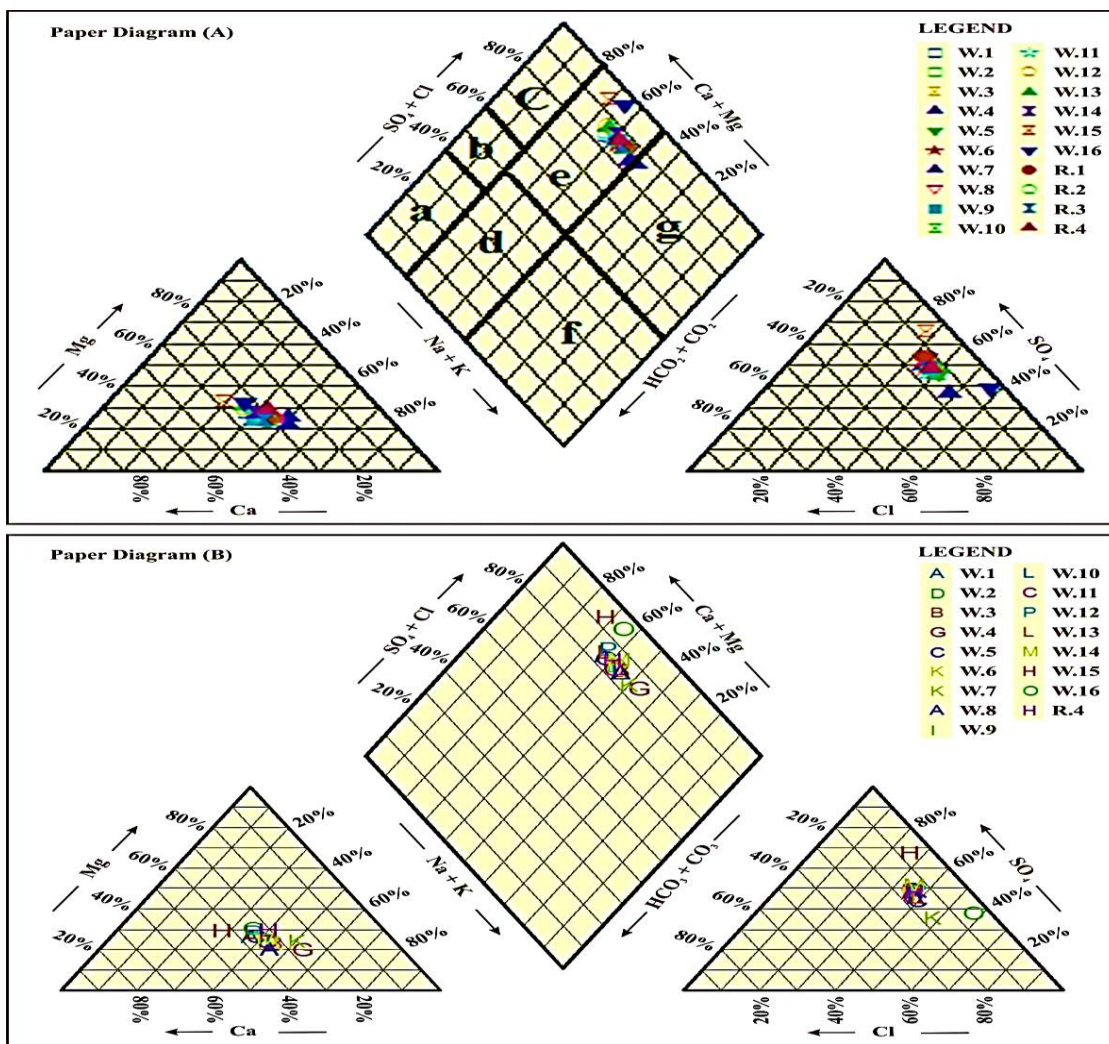 Paper Diagram (A)
LEGEND
W.1 W.11
W.2 W.12
W.3 W.13
W.4 W.14
W.5 W.15
W.6 W.16
W.7 R.1
W.8 R.2
W.9 R.3
W.10 R.4
80%
60%
40%
20%
SO₄ + Cl
80%
60%
40%
20%
Ca + Mg
C
b
a
e
d
g
f
Na + K
HCO₂ + CO₂
80%
60%
40%
20%
Mg
20%
40%
60%
80%
80%
60%
40%
20%
Ca
20%
40%
60%
80%
80%
60%
40%
20%
SO₄
20%
40%
60%
80%
Cl
Paper Diagram (B)
LEGEND
A W.1 L W.10
D W.2 C W.11
B W.3 P W.12
G W.4 L W.13
C W.5 M W.14
K W.6 H W.15
K W.7 O W.16
A W.8 H R.4
I W.9
80%
60%
40%
20%
SO₄ + Cl
80%
60%
40%
20%
Ca + Mg
H
O
P
K
G
Na + K
HCO₃ + CO₃
80%
60%
40%
20%
Mg
20%
40%
60%
80%
H
H
K
G
A
80%
60%
40%
20%
Ca
20%
40%
60%
80%
80%
60%
40%
20%
SO₄
H
K
O
20%
40%
60%
80%
Cl